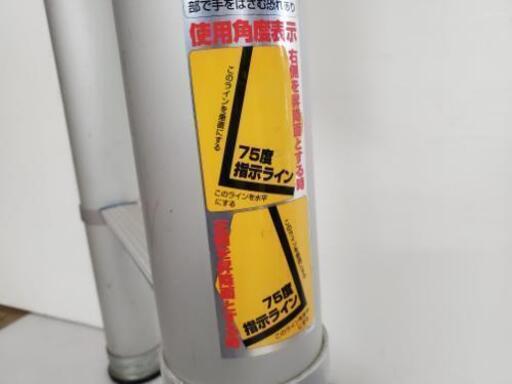 部で手をはさむ恐れあり
使用角度表示
右側を昇降面とする時
このラインを垂直にする
75度
指示ライン
このラインを水平
にする
左側を昇降面とする時
このラインを垂直にする
75度
指示ライン